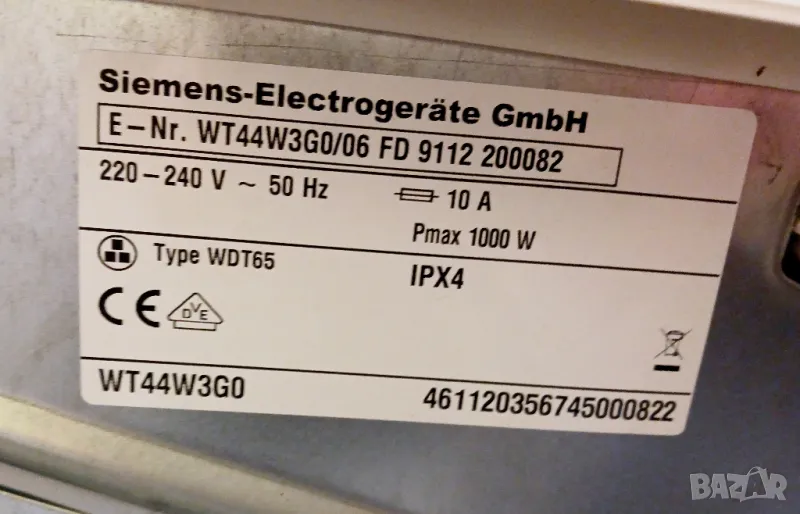 Siemens-Electrogeräte GmbH
E-Nr. WT44W3G0/06 FD 9112 200082
220-240 V ~ 50 Hz 10 A
Pmax 1000 W
Type WDT65 IPX4
CE DVE
WT44W3G0 461120356745000822
BAZAR